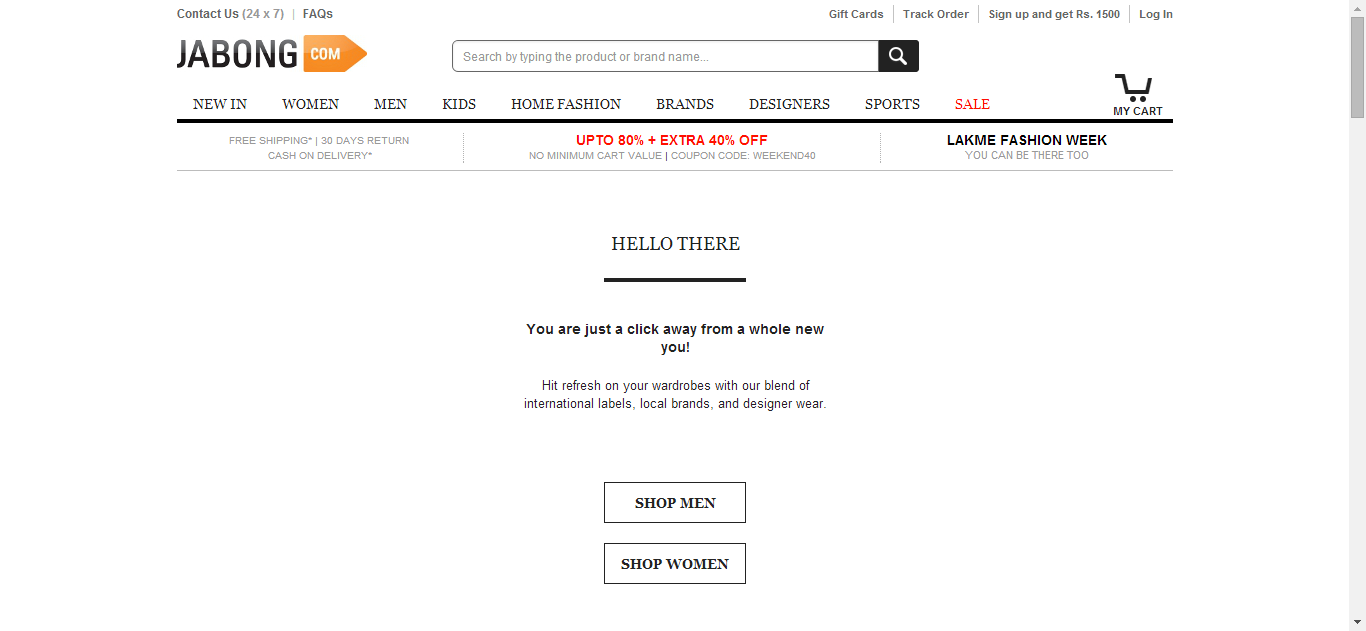 Contact Us (24 x 7) | FAQs
Gift Cards | Track Order | Sign up and get Rs. 1500 | Log In
JABONG COM
Search by typing the product or brand name...
NEW IN WOMEN MEN KIDS HOME FASHION BRANDS DESIGNERS SPORTS SALE
MY CART
FREE SHIPPING* | 30 DAYS RETURN
CASH ON DELIVERY*
UPTO 80% + EXTRA 40% OFF
NO MINIMUM CART VALUE | COUPON CODE: WEEKEND40
LAKME FASHION WEEK
YOU CAN BE THERE TOO
HELLO THERE
You are just a click away from a whole new
you!
Hit refresh on your wardrobes with our blend of
international labels, local brands, and designer wear.
SHOP MEN
SHOP WOMEN